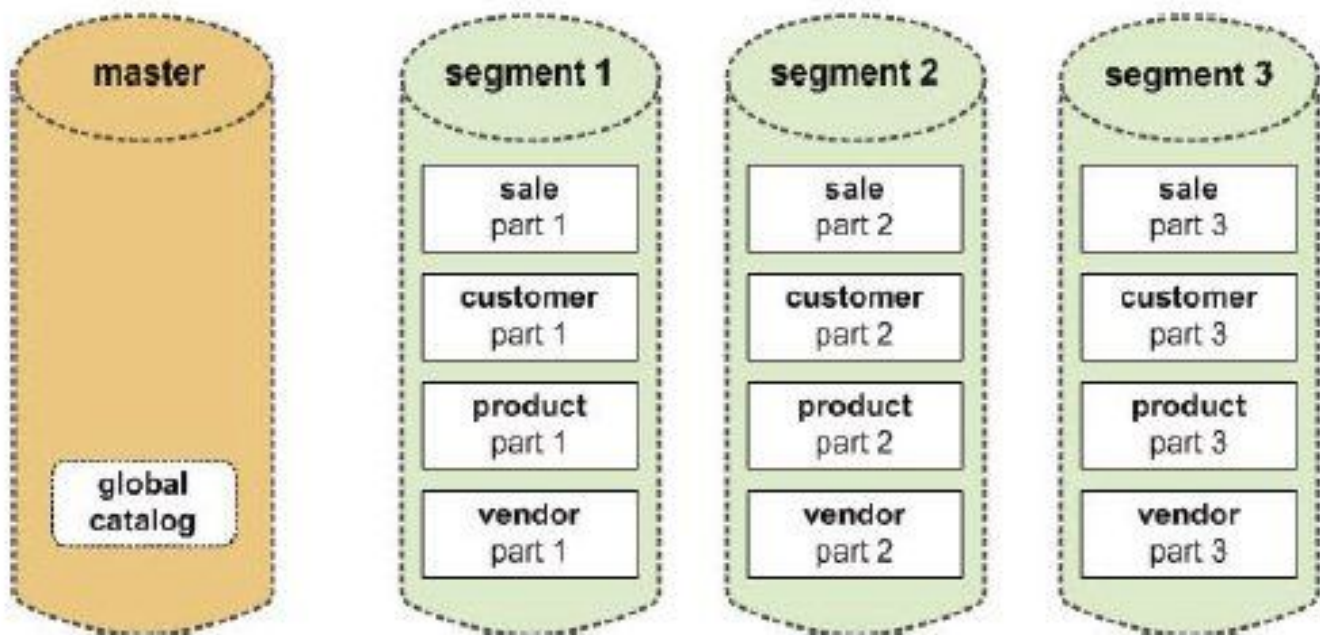 master
global
catalog
segment 1
sale
part 1
customer
part 1
product
part 1
vendor
part 1
segment 2
sale
part 2
customer
part 2
product
part 2
vendor
part 2
segment 3
sale
part 3
customer
part 3
product
part 3
vendor
part 3